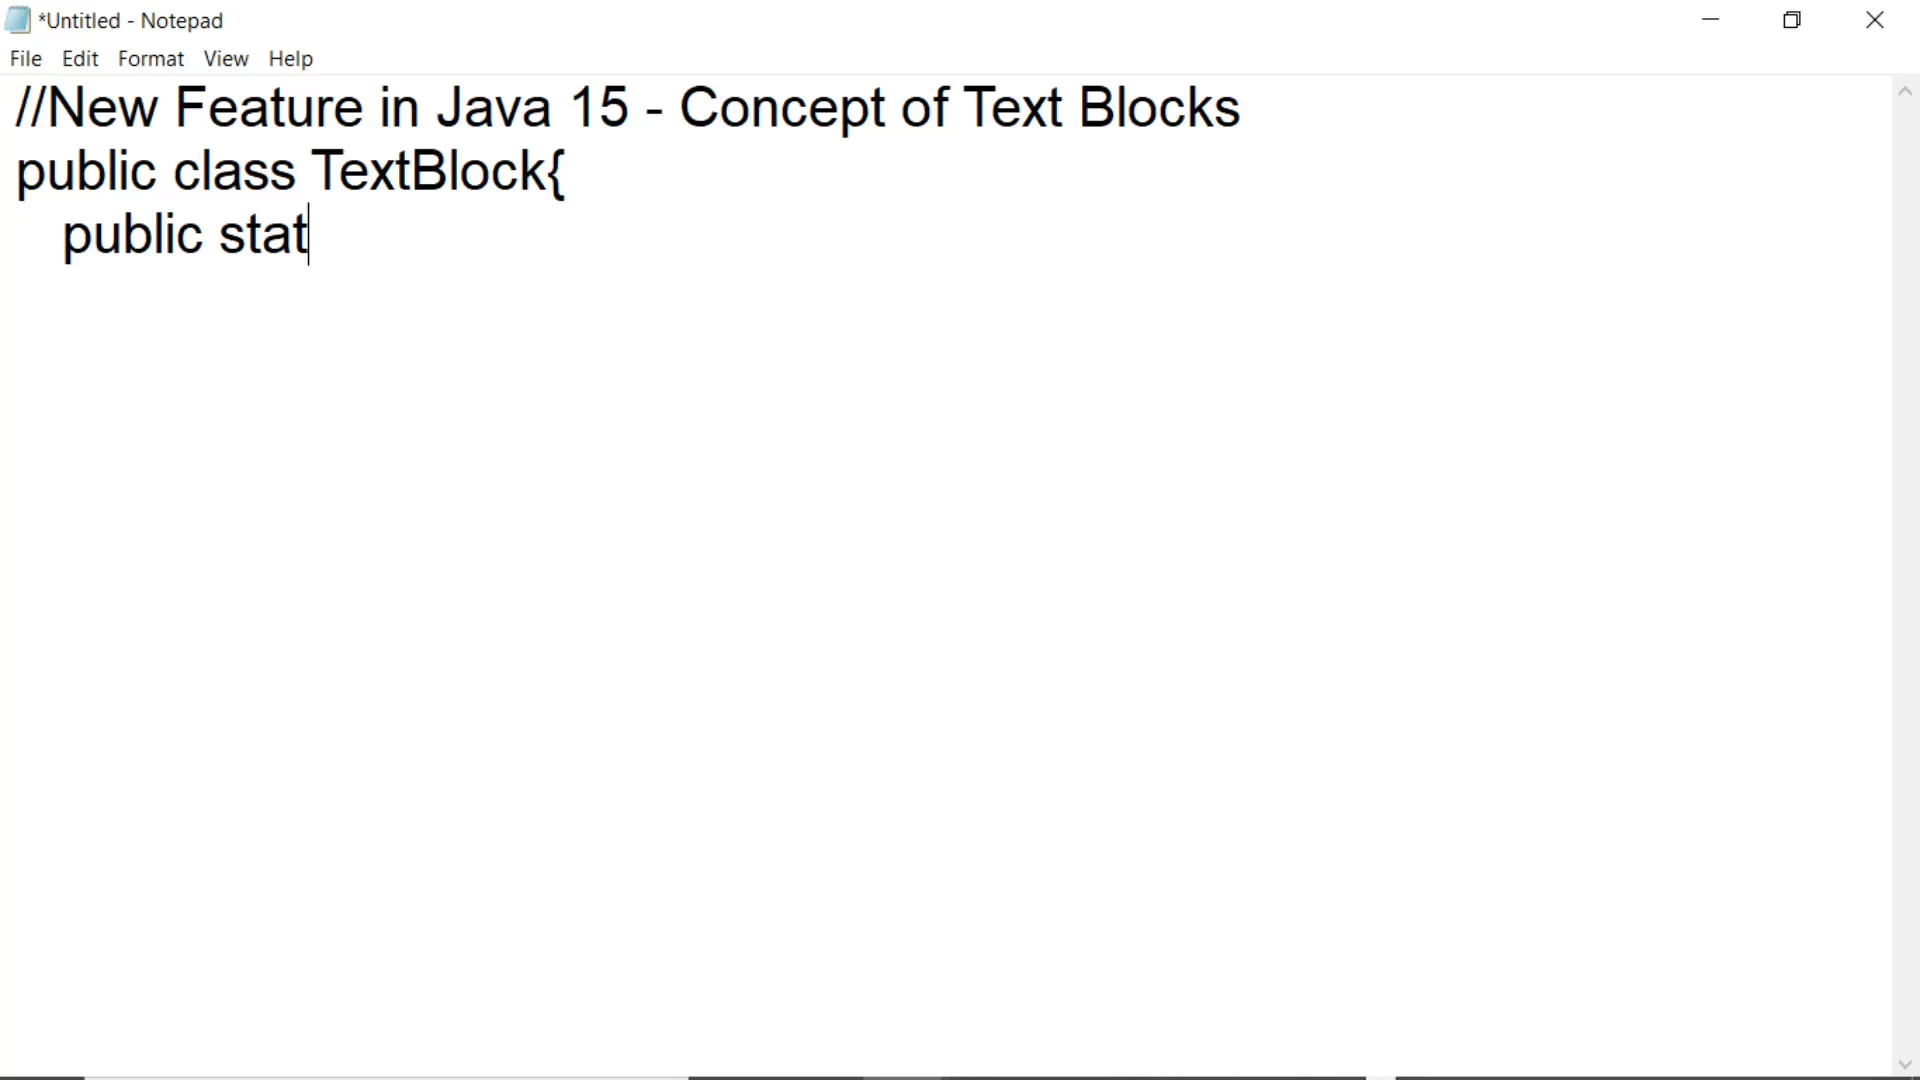 *Untitled - Notepad
File Edit Format View Help
//New Feature in Java 15 - Concept of Text Blocks
public class TextBlock{
public stat